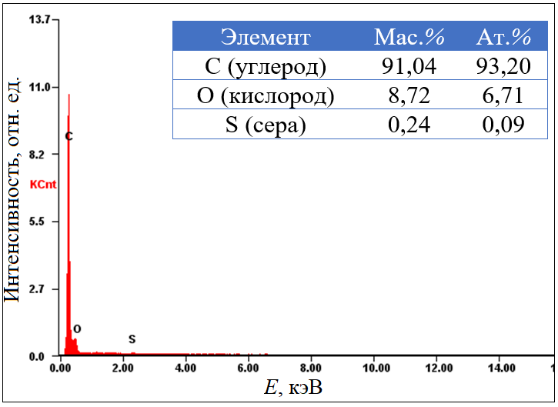 13.7
Элемент Мас.% Ат.%
C (углерод) 91,04 93,20
O (кислород) 8,72 6,71
S (сера) 0,24 0,09
11.0
8.2
5.5
2.7
0.0
KCnt
Интенсивность, отн. ед.
C
O
S
0.00 2.00 4.00 6.00 8.00 10.00 12.00 14.00
E, кэВ